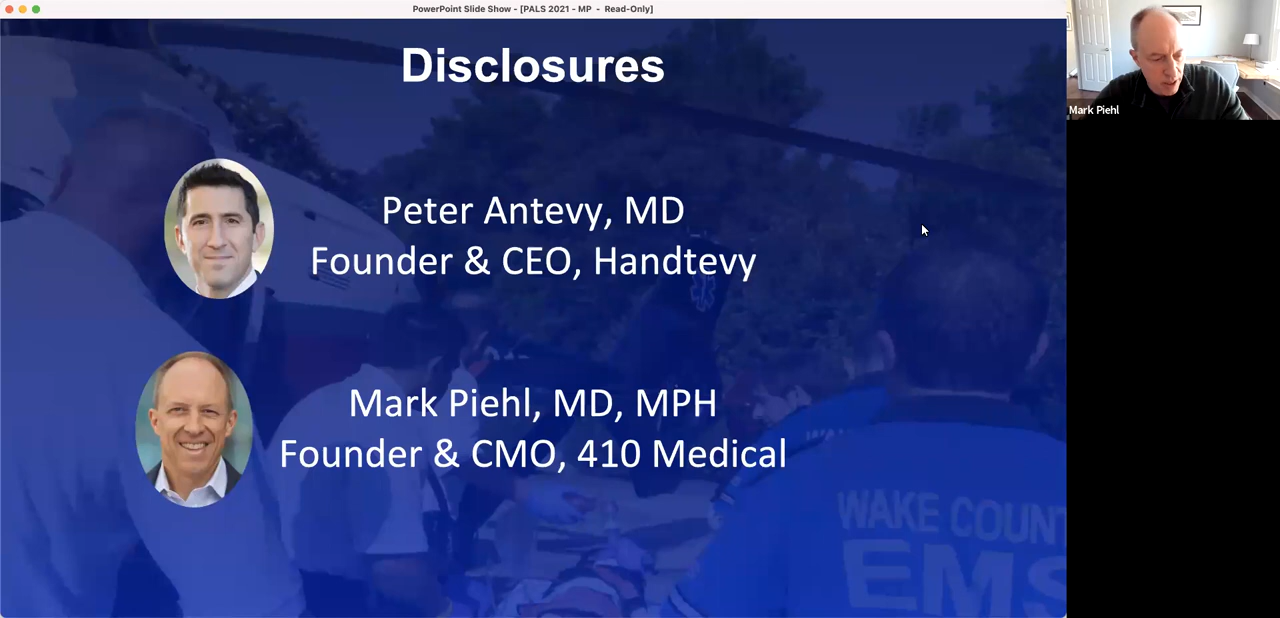 PowerPoint Slide Show - [PALS 2021 - MP - Read-Only]
Disclosures
Peter Antevy, MD
Founder & CEO, Handtevy
Mark Piehl, MD, MPH
Founder & CMO, 410 Medical
WAKE COUNT
EMS
Mark Piehl